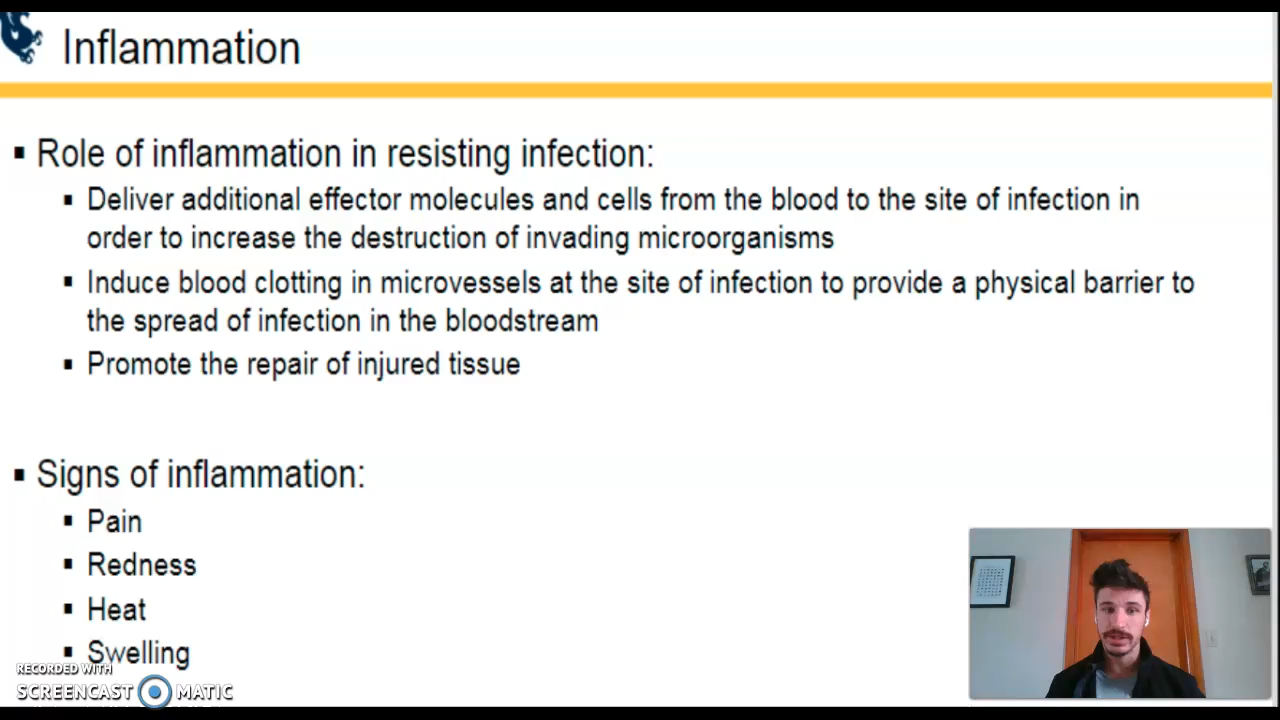 Inflammation
▪ Role of inflammation in resisting infection:
▪ Deliver additional effector molecules and cells from the blood to the site of infection in
order to increase the destruction of invading microorganisms
▪ Induce blood clotting in microvessels at the site of infection to provide a physical barrier to
the spread of infection in the bloodstream
▪ Promote the repair of injured tissue
▪ Signs of inflammation:
▪ Pain
▪ Redness
▪ Heat
▪ Swelling
RECORDED WITH
SCREENCAST MATIC